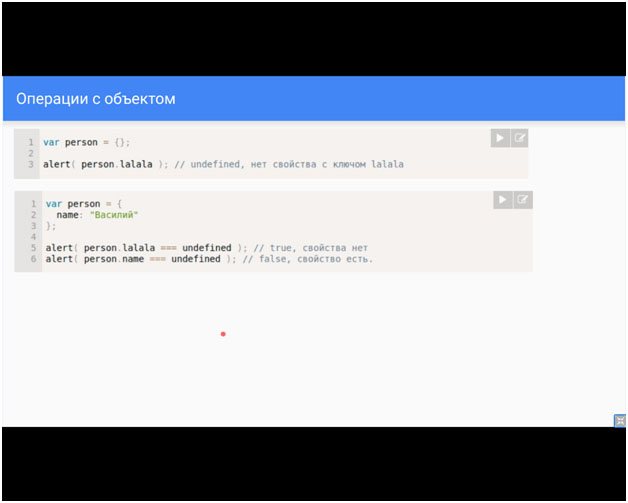 Операции с объектом
1 var person = {};
2
3 alert( person.lalala ); // undefined, нет свойства с ключом lalala
1 var person = {
2   name: "Василий"
3 };
4
5 alert( person.lalala === undefined ); // true, свойства нет
6 alert( person.name === undefined ); // false, свойство есть.